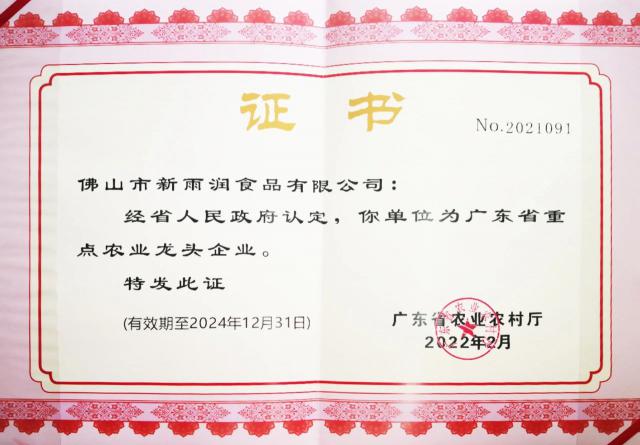 证书
No.2021091
佛山市新雨润食品有限公司：
经省人民政府认定，你单位为广东省重
点农业龙头企业。
特发此证
(有效期至2024年12月31日)
广东省农业农村厅
2022年2月